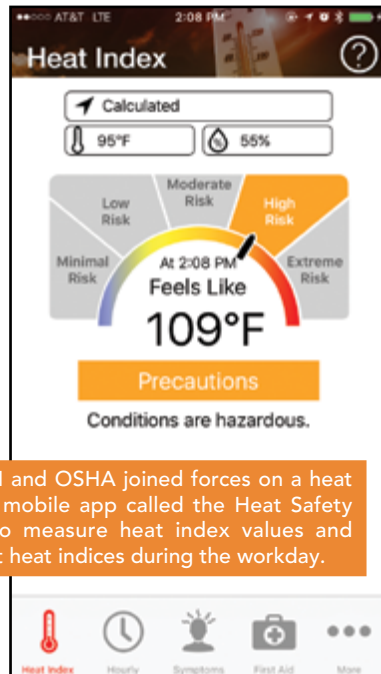 AT&T LTE 2:08 PM
Heat Index ?
Calculated
95°F 55%
Minimal Risk
Low Risk
Moderate Risk
High Risk
Extreme Risk
At 2:08 PM
Feels Like
109°F
Precautions
Conditions are hazardous.
and OSHA joined forces on a heat
mobile app called the Heat Safety
o measure heat index values and
t heat indices during the workday.
Heat Index Hourly Symptoms First Aid More